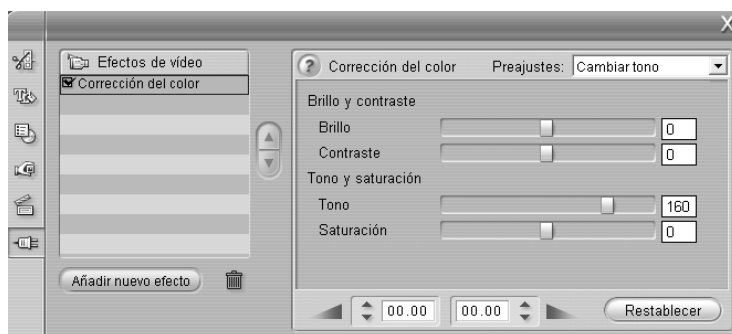 X
Efectos de vídeo
Corrección del color
Añadir nuevo efecto
? Corrección del color Preajustes: Cambiar tono
Brillo y contraste
Brillo 0
Contraste 0
Tono y saturación
Tono 160
Saturación 0
00.00 00.00 Restablecer